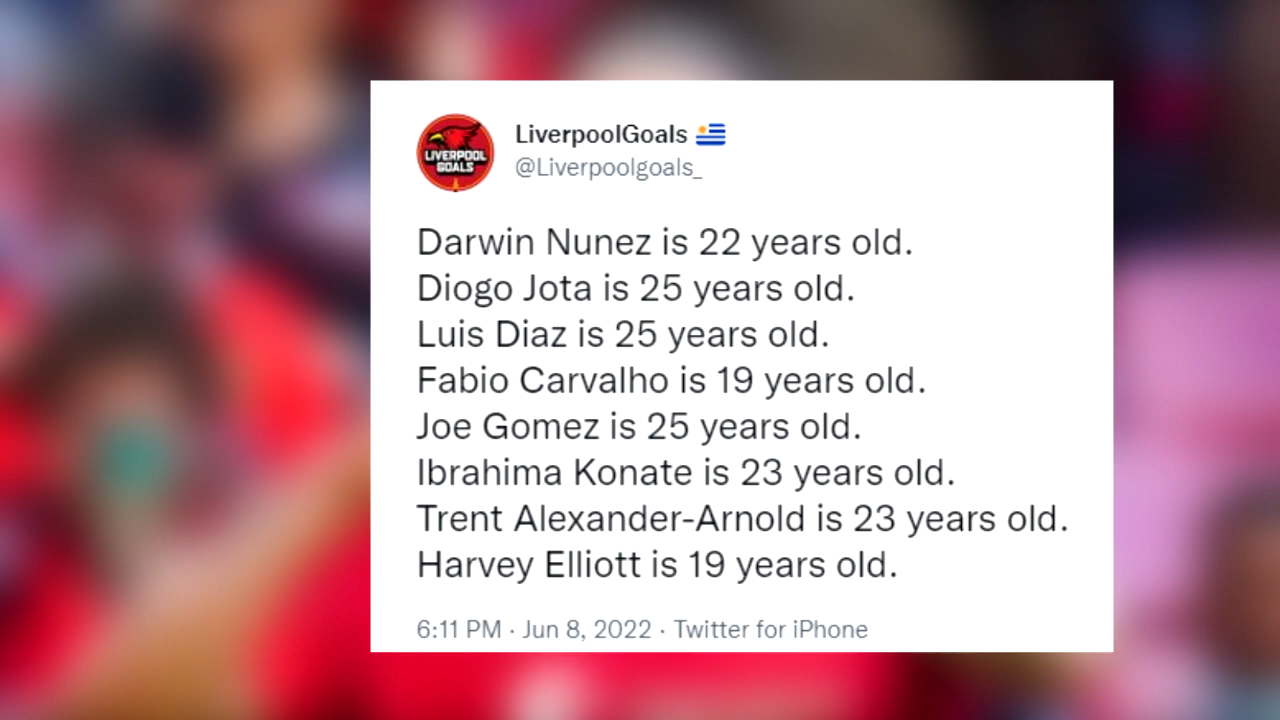 LIVERPOOL
GOALS
LiverpoolGoals 🇺🇾
@Liverpoolgoals_
Darwin Nunez is 22 years old.
Diogo Jota is 25 years old.
Luis Diaz is 25 years old.
Fabio Carvalho is 19 years old.
Joe Gomez is 25 years old.
Ibrahima Konate is 23 years old.
Trent Alexander-Arnold is 23 years old.
Harvey Elliott is 19 years old.
6:11 PM · Jun 8, 2022 · Twitter for iPhone